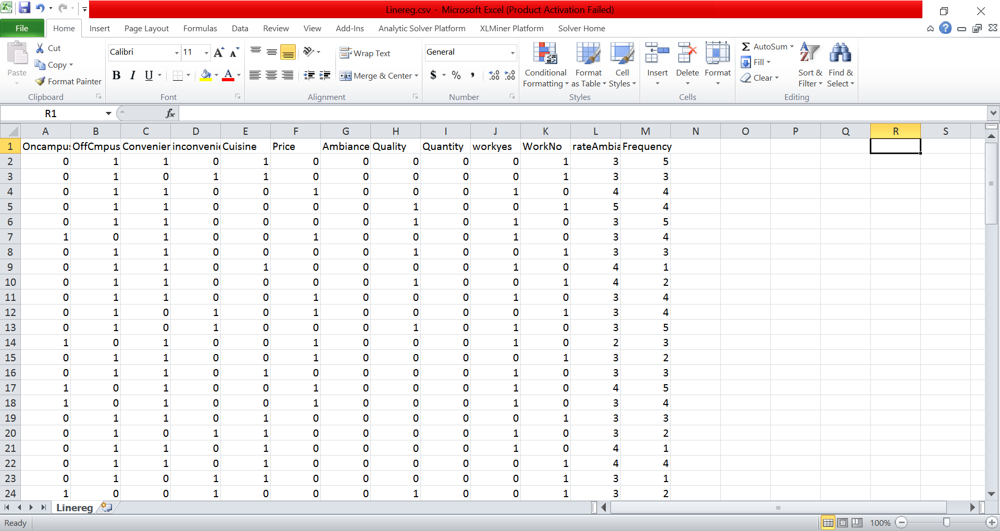 Linereg.csv - Microsoft Excel (Product Activation Failed)
File Home Insert Page Layout Formulas Data Review View Add-Ins Analytic Solver Platform XLMiner Platform Solver Home
Paste
Cut
Copy
Format Painter
Clipboard
Calibri 11
B I U
Font
Wrap Text
Merge & Center
Alignment
General
$ % ,
Number
Conditional Formatting
Format as Table
Cell Styles
Styles
Insert
Delete
Format
Cells
Σ AutoSum
Fill
Clear
Sort & Filter
Find & Select
Editing
R1 fx
A B C D E F G H I J K L M N O P Q R S
1 Oncampus OffCmpus Convenier inconvenie Cuisine Price Ambiance Quality Quantity workyes WorkNo rateAmbia Frequency
2 0 1 1 0 1 0 0 0 0 0 1 3 5
3 0 1 0 1 1 0 0 0 0 0 1 3 3
4 0 1 1 0 0 1 0 0 0 1 0 4 4
5 0 1 1 0 0 0 0 1 0 0 1 5 4
6 0 1 1 0 0 0 0 1 0 1 0 3 5
7 1 0 1 0 0 1 0 0 0 1 0 3 4
8 0 1 1 0 0 0 0 1 0 0 1 3 3
9 0 1 1 0 1 0 0 0 0 1 0 4 1
10 0 1 1 0 0 0 0 1 0 0 1 4 2
11 0 1 1 0 0 1 0 0 0 1 0 3 4
12 0 1 0 1 0 1 0 0 0 0 1 3 4
13 0 1 0 1 0 0 0 1 0 1 0 3 5
14 1 0 1 0 0 1 0 0 0 1 0 2 3
15 0 1 1 0 0 1 0 0 0 0 1 3 2
16 0 1 1 0 1 0 0 0 0 1 0 3 3
17 1 0 1 0 0 1 0 0 0 1 0 4 5
18 1 0 1 0 0 1 0 0 0 1 0 3 4
19 0 1 1 0 1 0 0 0 0 0 1 3 3
20 0 1 0 1 1 0 0 0 0 1 0 3 2
21 0 1 1 0 1 0 0 0 0 1 0 4 1
22 0 1 1 0 1 0 0 0 0 0 1 4 4
23 0 1 0 1 1 0 0 0 0 0 1 3 1
24 1 0 0 1 0 0 0 1 0 0 1 3 2
Linereg
Ready 100%